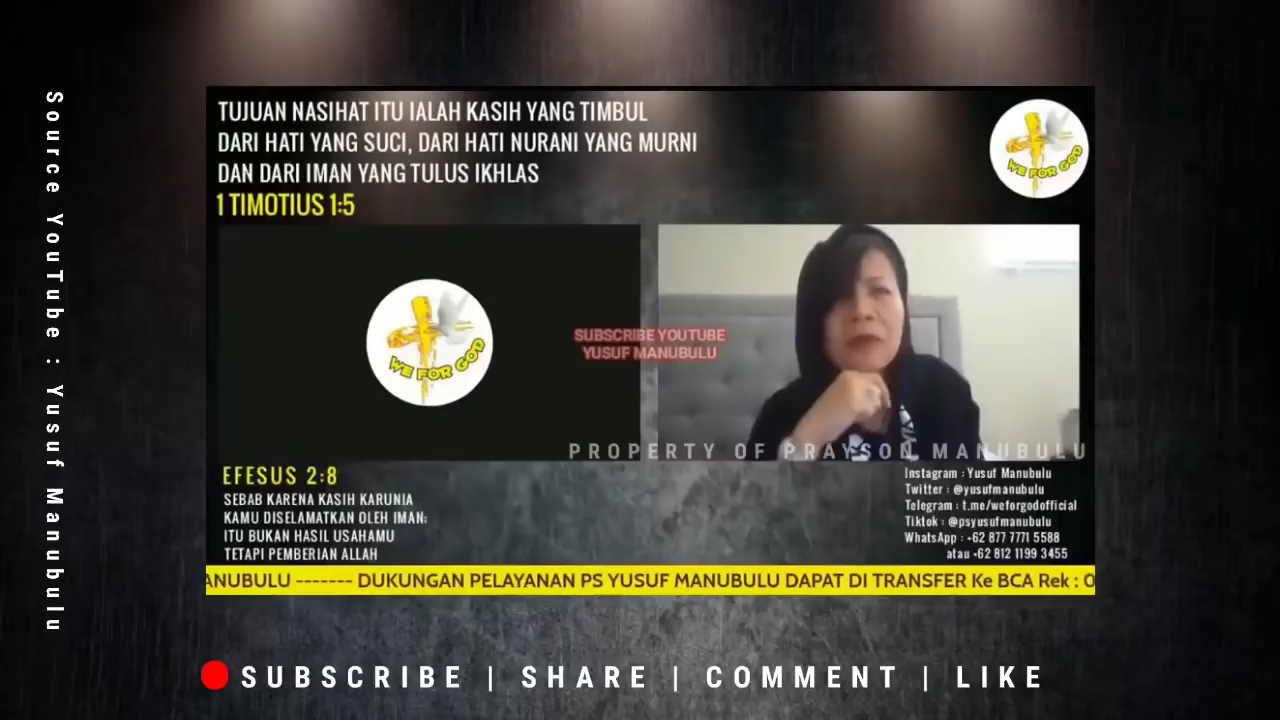 Source YouTube : Yusuf Manubulu
TUJUAN NASIHAT ITU IALAH KASIH YANG TIMBUL
DARI HATI YANG SUCI, DARI HATI NURANI YANG MURNI
DAN DARI IMAN YANG TULUS IKHLAS
1 TIMOTIUS 1:5
WE FOR GOD
WE FOR GOD
SUBSCRIBE YOUTUBE
YUSUF MANUBULU
PROPERTY OF PRAYSON MANUBULU
EFESUS 2:8
SEBAB KARENA KASIH KARUNIA
KAMU DISELAMATKAN OLEH IMAN:
ITU BUKAN HASIL USAHAMU
TETAPI PEMBERIAN ALLAH
Instagram : Yusuf Manubulu
Twitter : @yusufmanubulu
Telegram : t.me/weforgodofficial
Tiktok : @psyusufmanubulu
WhatsApp : +62 877 7771 5588
atau +62 812 1199 3455
ANUBULU ------- DUKUNGAN PELAYANAN PS YUSUF MANUBULU DAPAT DI TRANSFER Ke BCA Rek : 0
SUBSCRIBE | SHARE | COMMENT | LIKE